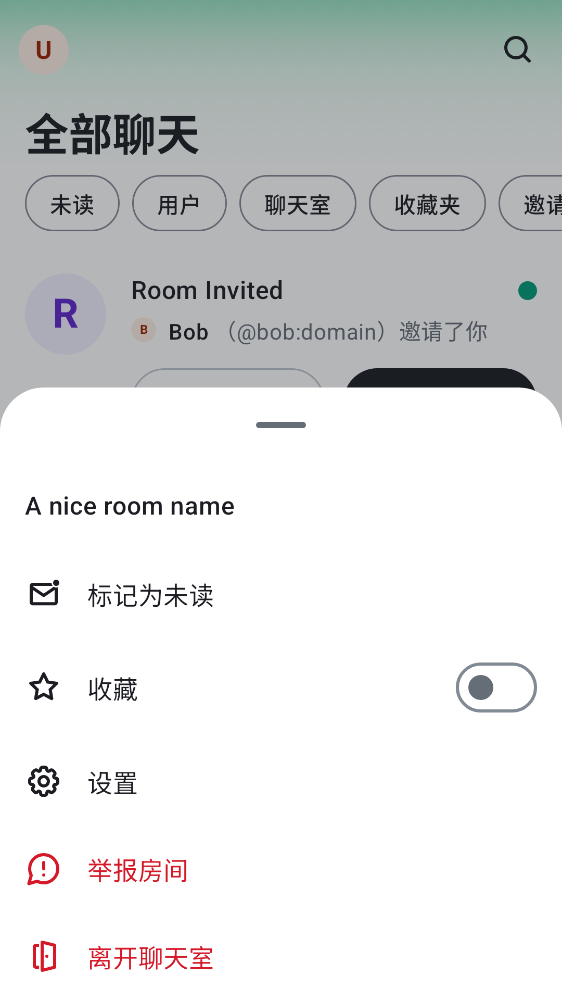 U
全部聊天
未读 用户 聊天室 收藏夹 邀请
R
Room Invited
B Bob （@bob:domain）邀请了你
A nice room name
标记为未读
收藏
设置
举报房间
离开聊天室